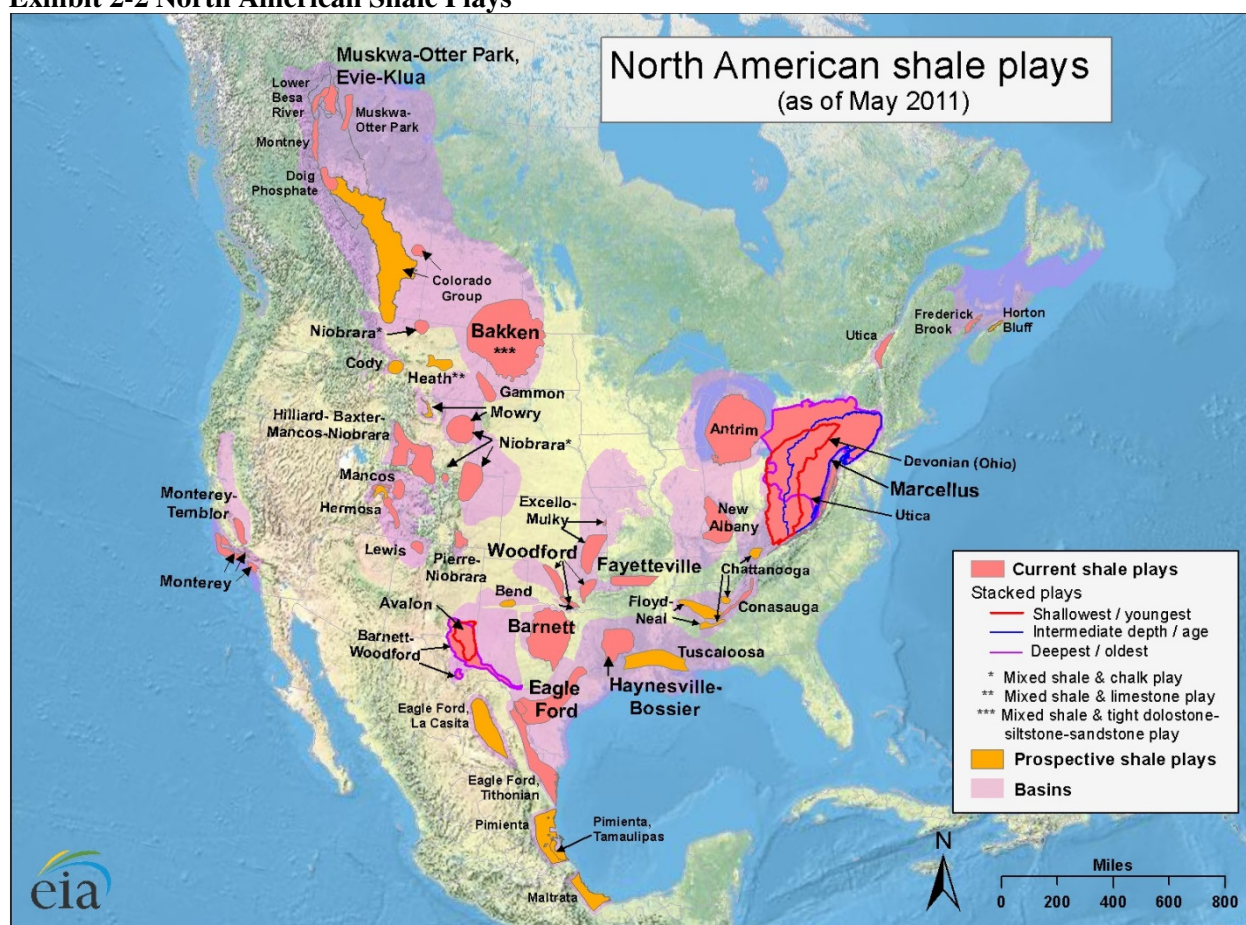 Exhibit 2-2 North American Shale Plays
North American shale plays
(as of May 2011)
Muskwa-Otter Park,
Evie-Klua
Lower
Besa
River
Muskwa-
Otter Park
Montney
Doig
Phosphate
Colorado
Group
Niobrara*
Bakken
***
Cody
Heath**
Gammon
Mowry
Hilliard- Baxter-
Mancos-Niobrara
Niobrara*
Mancos
Hermosa
Monterey-
Temblor
Monterey
Lewis
Pierre-
Niobrara
Excello-
Mulky
Woodford
Fayetteville
New
Albany
Antrim
Utica
Frederick
Brook
Horton
Bluff
Devonian (Ohio)
Marcellus
Utica
Chattanooga
Conasauga
Floyd-
Neal
Bend
Avalon
Barnett-
Woodford
Barnett
Tuscaloosa
Haynesville-
Bossier
Eagle
Ford
Eagle Ford,
La Casita
Eagle Ford,
Tithonian
Pimienta
Pimienta,
Tamaulipas
Maltrata
Current shale plays
Stacked plays
Shallowest / youngest
Intermediate depth / age
Deepest / oldest
* Mixed shale & chalk play
** Mixed shale & limestone play
*** Mixed shale & tight dolostone-
siltstone-sandstone play
Prospective shale plays
Basins
N
Miles
0 200 400 600 800
eia